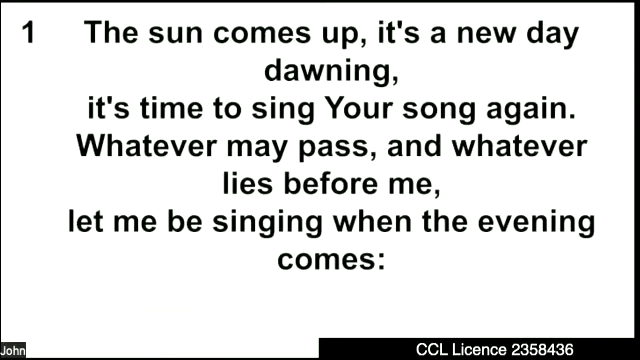 1 The sun comes up, it's a new day
dawning,
it's time to sing Your song again.
Whatever may pass, and whatever
lies before me,
let me be singing when the evening
comes:
John
CCL Licence 2358436